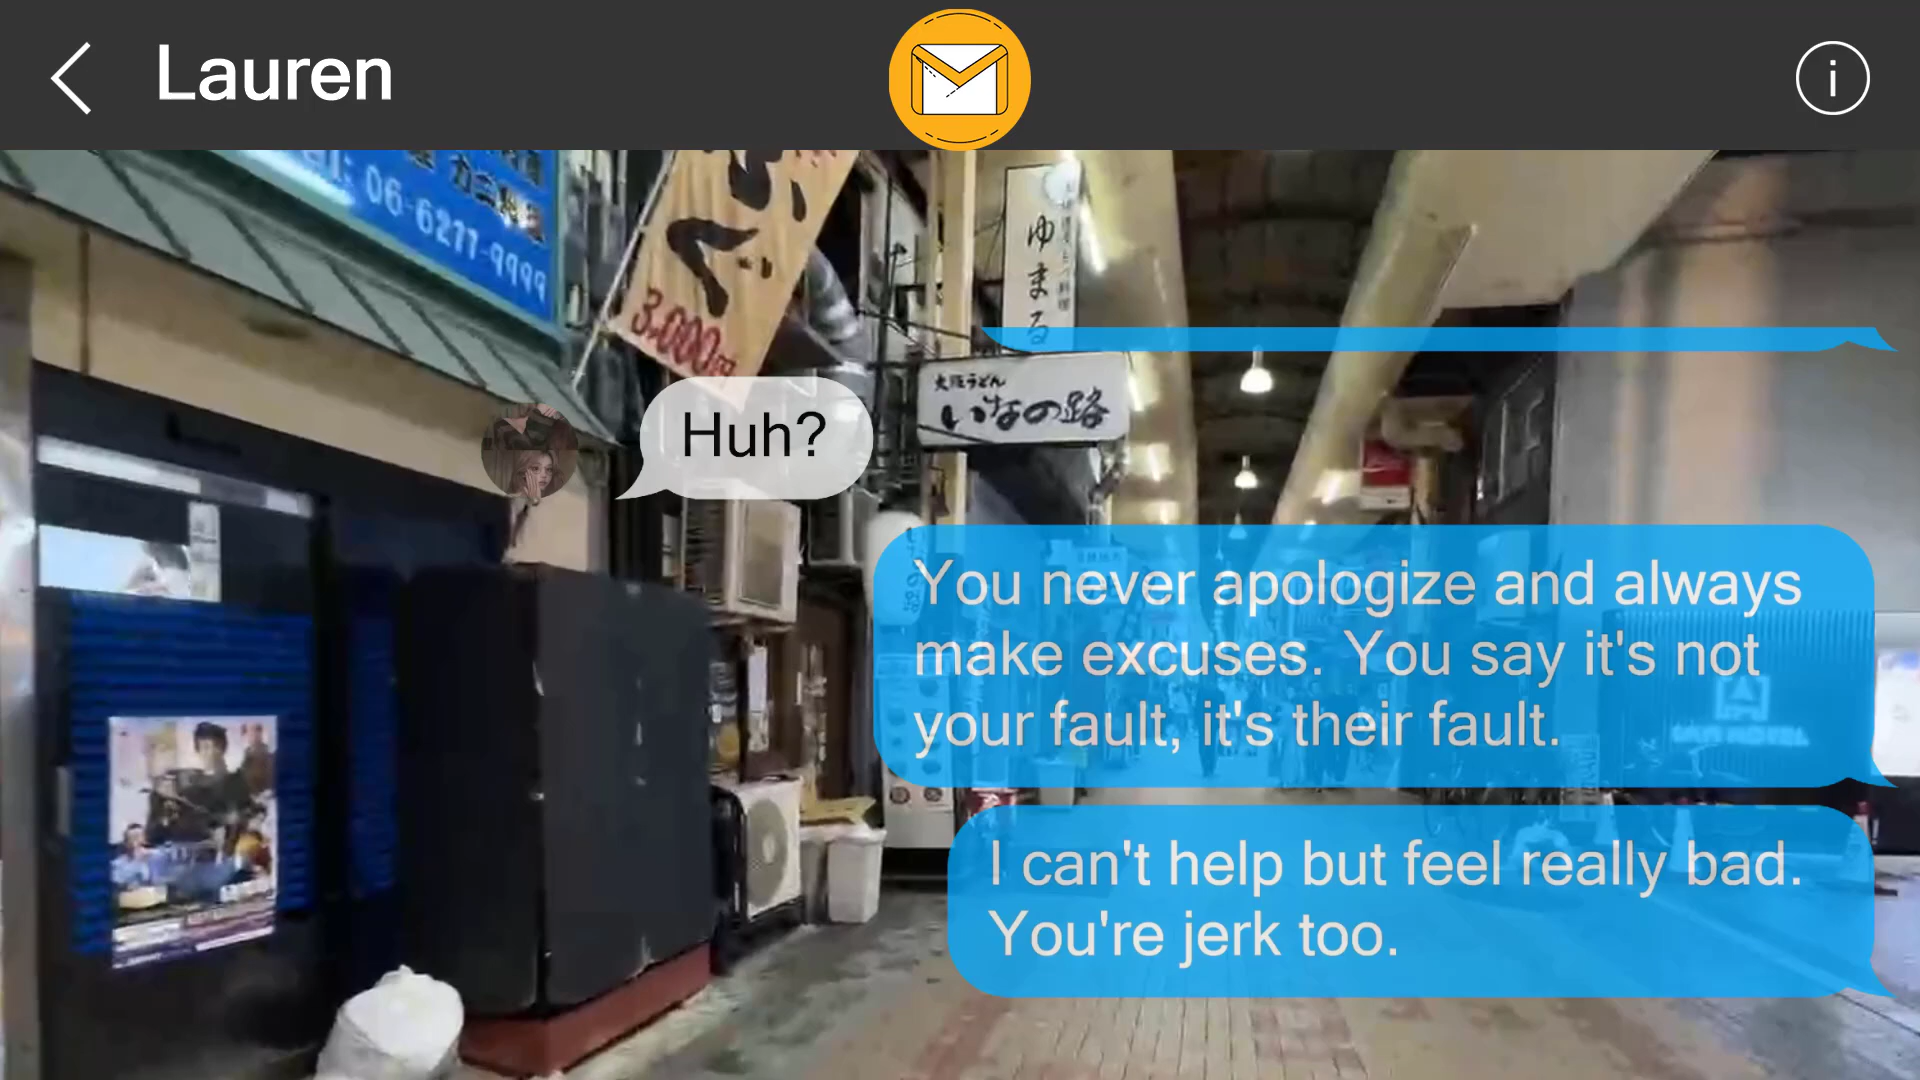 Lauren
06-6211-9999
いで
3,000円
ゆまる
大阪うどん
いなの路
Huh?
You never apologize and always
make excuses. You say it's not
your fault, it's their fault.
I can't help but feel really bad.
You're jerk too.